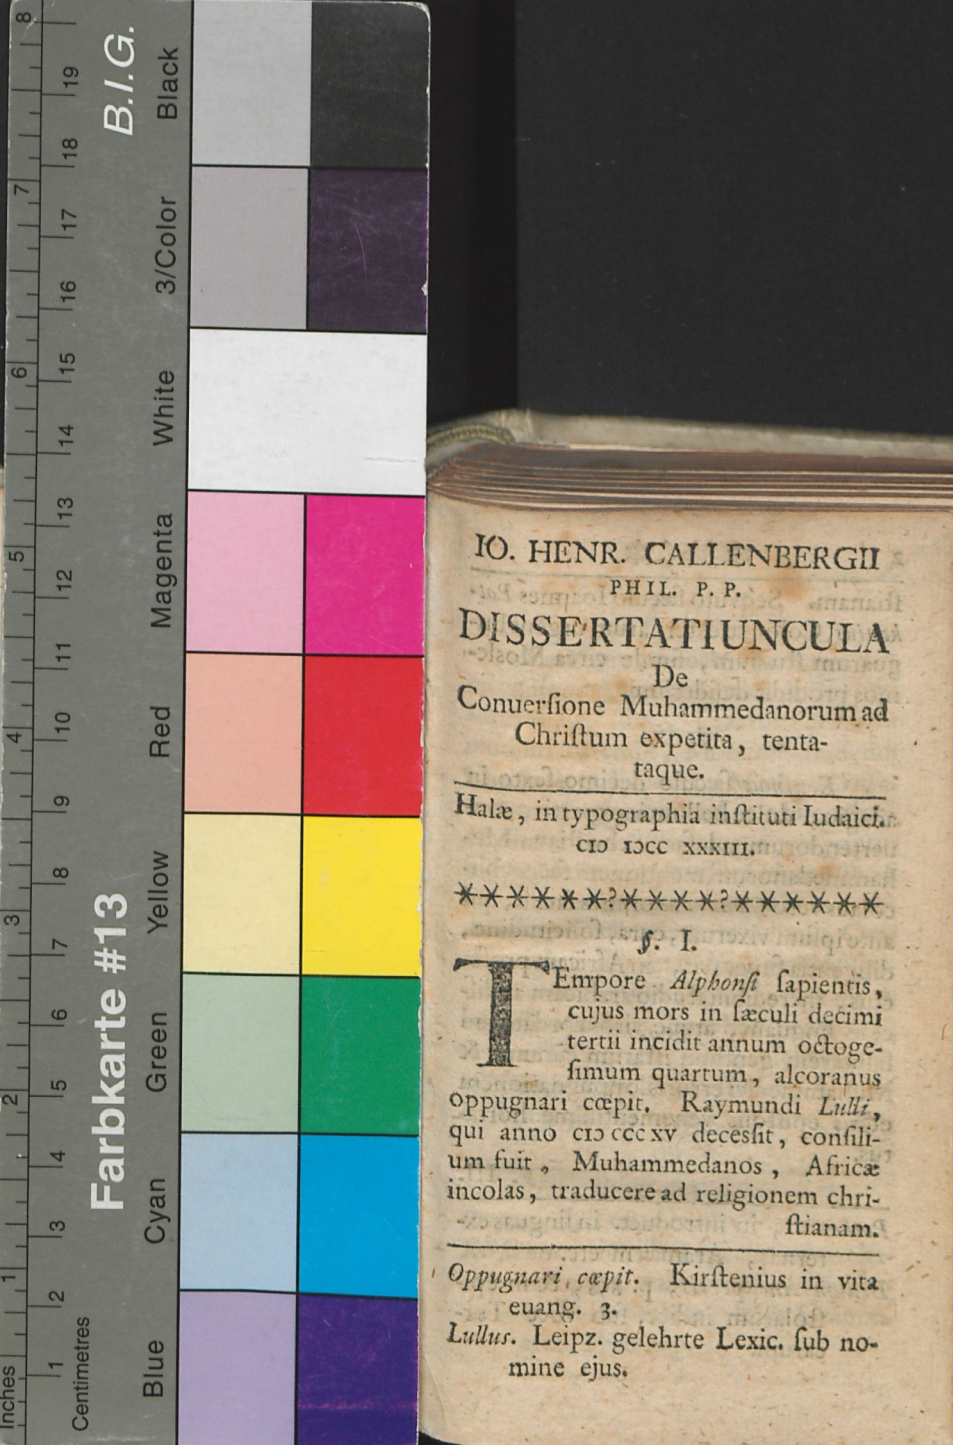 IO. HENR. CALLENBERGII
PHIL. P. P.
DISSERTATIUNCULA
De
Conuerſione Muhammedanorum ad
Chriſtum expetita, tenta-
taque.
Halæ, in typographia inſtituti Iudaici.
CIↃ IↃCC XXXIII.
******?****?******
§. I.
TEmpore Alphonſi ſapientis,
cujus mors in ſæculi decimi
tertii incidit annum octoge-
ſimum quartum, alcoranus
oppugnari cœpit. Raymundi Lulli,
qui anno CIↃ CCC XV decesſit, conſili-
um fuit, Muhammedanos, Africæ
incolas, traducere ad religionem chri-
ſtianam.
Oppugnari cœpit. Kirſtenius in vita
euang. 3.
Lullus. Leipz. gelehrte Lexic. ſub no-
mine ejus.
Farbkarte #13
B.I.G.
Blue Cyan Green Yellow Red Magenta White 3/Color Black
Centimetres
1 2 3 4 5 6 7 8 9 10 11 12 13 14 15 16 17 18 19
Inches
1 2 3 4 5 6 7 8